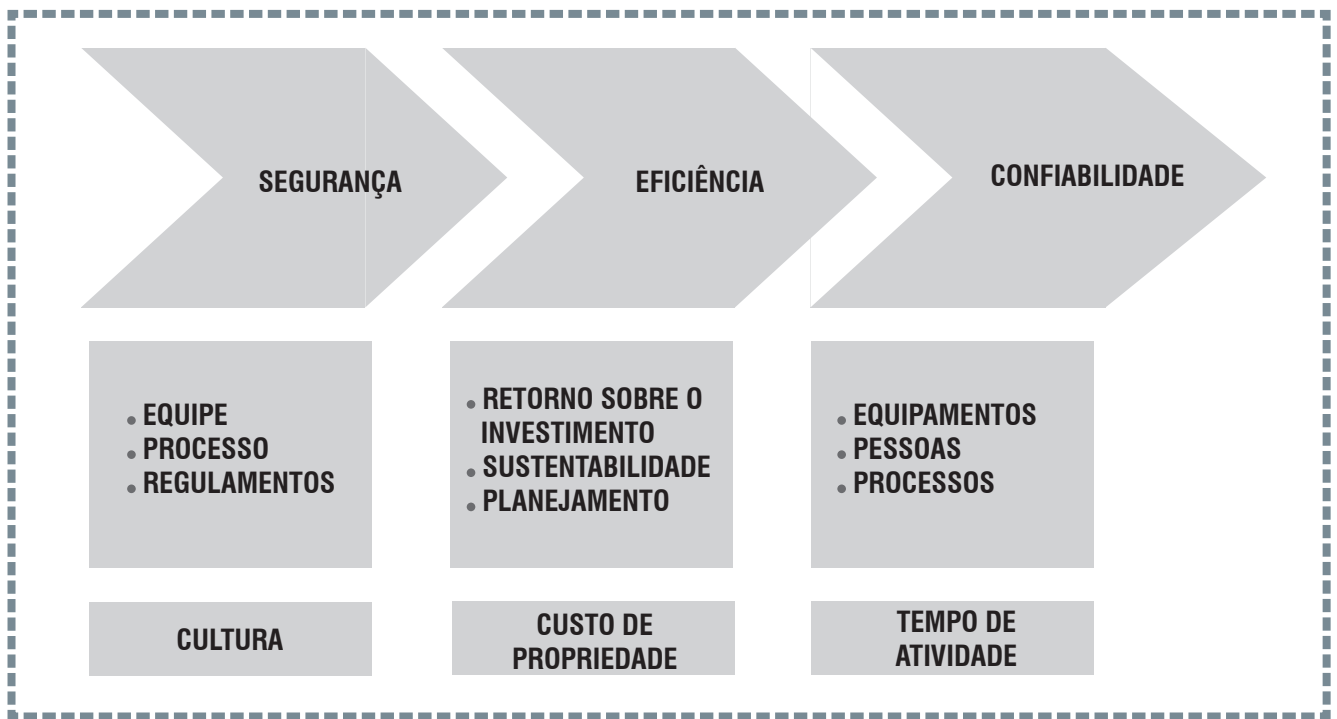 SEGURANÇA
EFICIÊNCIA
CONFIABILIDADE
• EQUIPE
• PROCESSO
• REGULAMENTOS
• RETORNO SOBRE O
INVESTIMENTO
• SUSTENTABILIDADE
• PLANEJAMENTO
• EQUIPAMENTOS
• PESSOAS
• PROCESSOS
CULTURA
CUSTO DE
PROPRIEDADE
TEMPO DE
ATIVIDADE